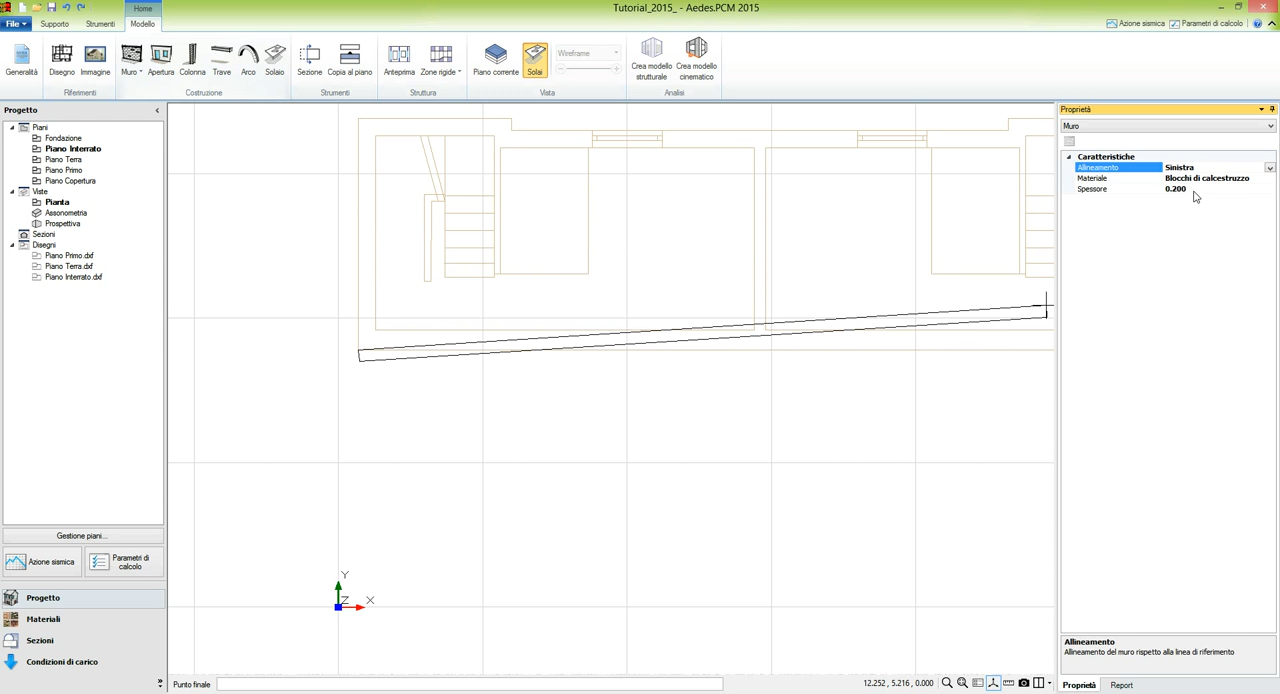 Home
Tutorial_2015_ - Aedes.PCM 2015
File
Supporto
Strumenti
Modello
Azione sismica
Parametri di calcolo
Generalità
Disegno
Immagine
Riferimenti
Muro
Apertura
Colonna
Trave
Arco
Solaio
Costruzione
Sezione
Copia al piano
Strumenti
Anteprima
Zone rigide
Struttura
Piano corrente
Solai
Wireframe
Vista
Crea modello strutturale
Crea modello cinematico
Analisi
Progetto
Piani
Fondazione
Piano Interrato
Piano Terra
Piano Primo
Piano Copertura
Viste
Pianta
Assonometria
Prospettiva
Sezioni
Disegni
Piano Primo.dxf
Piano Terra.dxf
Piano Interrato.dxf
Gestione piani...
Azione sismica
Parametri di calcolo
Progetto
Materiali
Sezioni
Condizioni di carico
Y
Z
X
Punto finale
12.252 , 5.216 , 0.000
Proprietà
Muro
Caratteristiche
Allineamento Sinistra
Materiale Blocchi di calcestruzzo
Spessore 0.200
Allineamento
Allineamento del muro rispetto alla linea di riferimento
Proprietà
Report